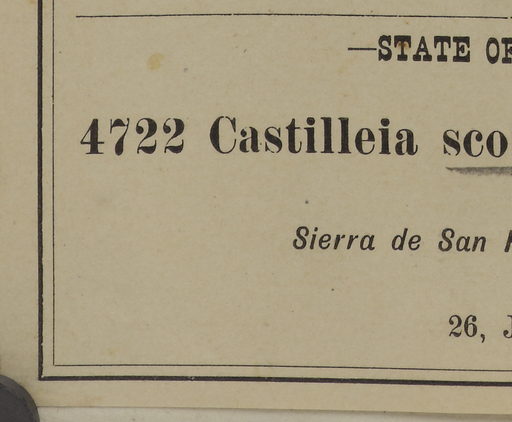 —STATE OF
4722 Castilleia sco
Sierra de San
26, J